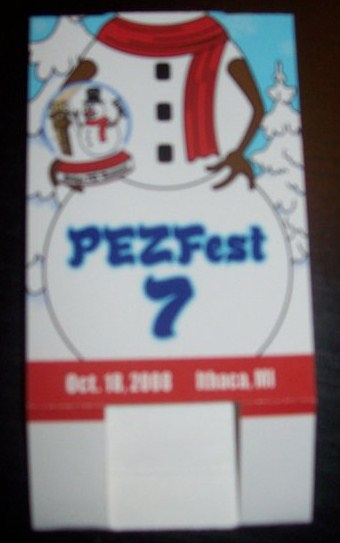 PEZFest
7
Oct. 18, 2008 Ithaca, MI